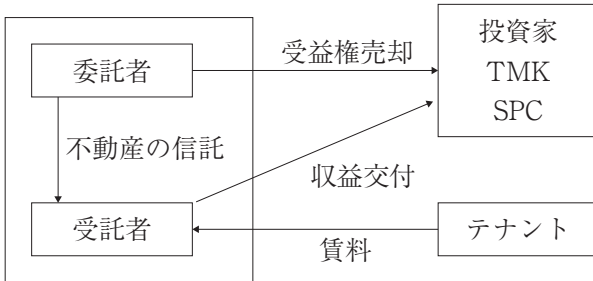 委託者
受益権売却
投資家
TMK
SPC
不動産の信託
収益交付
受託者
賃料
テナント